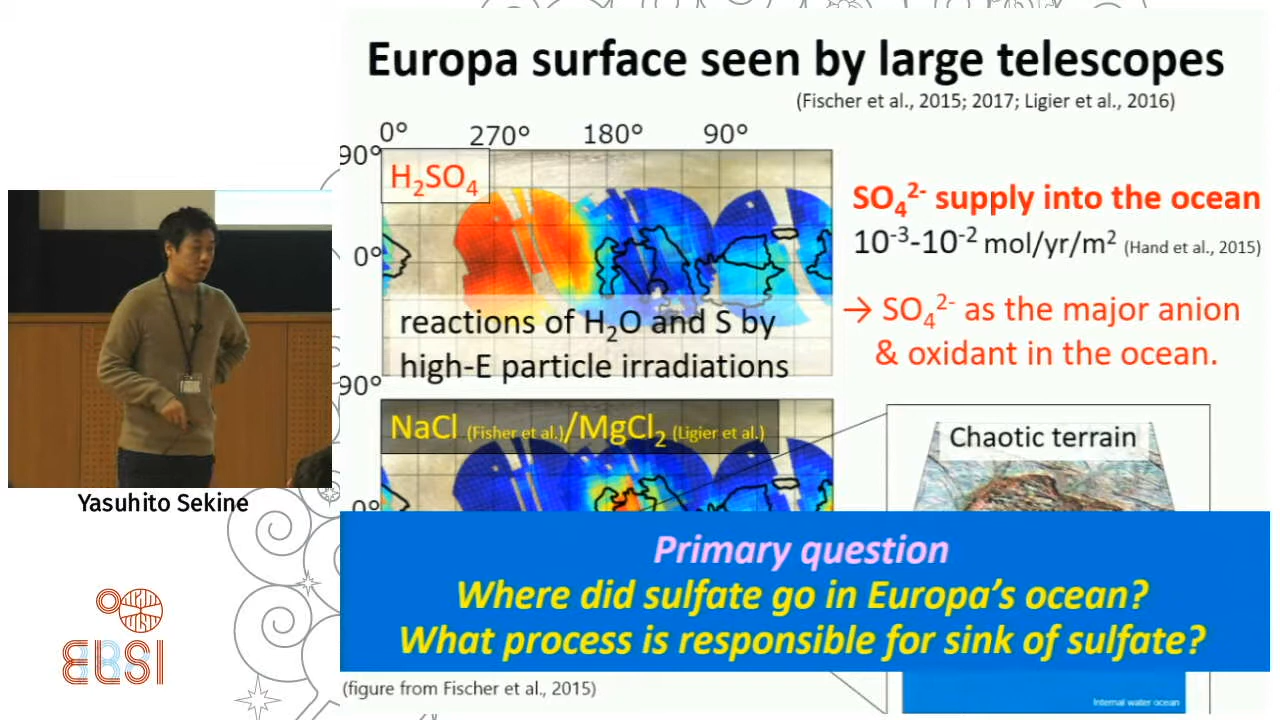 Europa surface seen by large telescopes
(Fischer et al., 2015; 2017; Ligier et al., 2016)
0° 270° 180° 90°
90°
H₂SO₄
0°
reactions of H₂O and S by
high-E particle irradiations
SO₄²⁻ supply into the ocean
10⁻³-10⁻² mol/yr/m² (Hand et al., 2015)
→ SO₄²⁻ as the major anion
& oxidant in the ocean.
90°
NaCl (Fisher et al.)/MgCl₂ (Ligier et al.)
0°
Chaotic terrain
Primary question
Where did sulfate go in Europa's ocean?
What process is responsible for sink of sulfate?
(figure from Fischer et al., 2015)
Internal water ocean
Yasuhito Sekine
ELSI